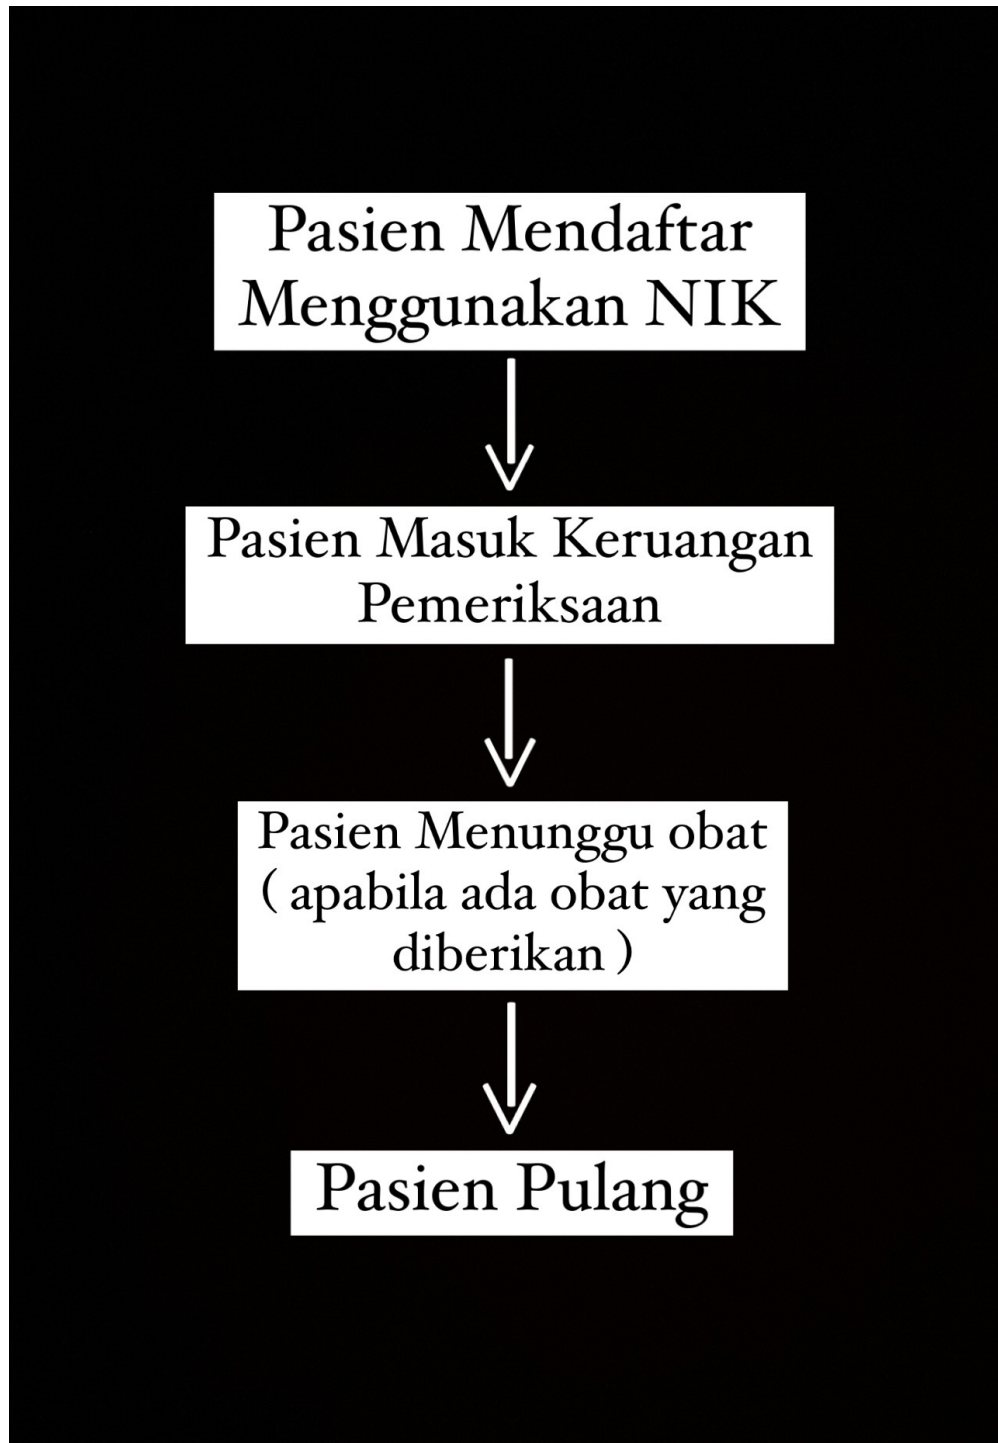 Pasien Mendaftar
Menggunakan NIK
Pasien Masuk Keruangan
Pemeriksaan
Pasien Menunggu obat
( apabila ada obat yang
diberikan )
Pasien Pulang